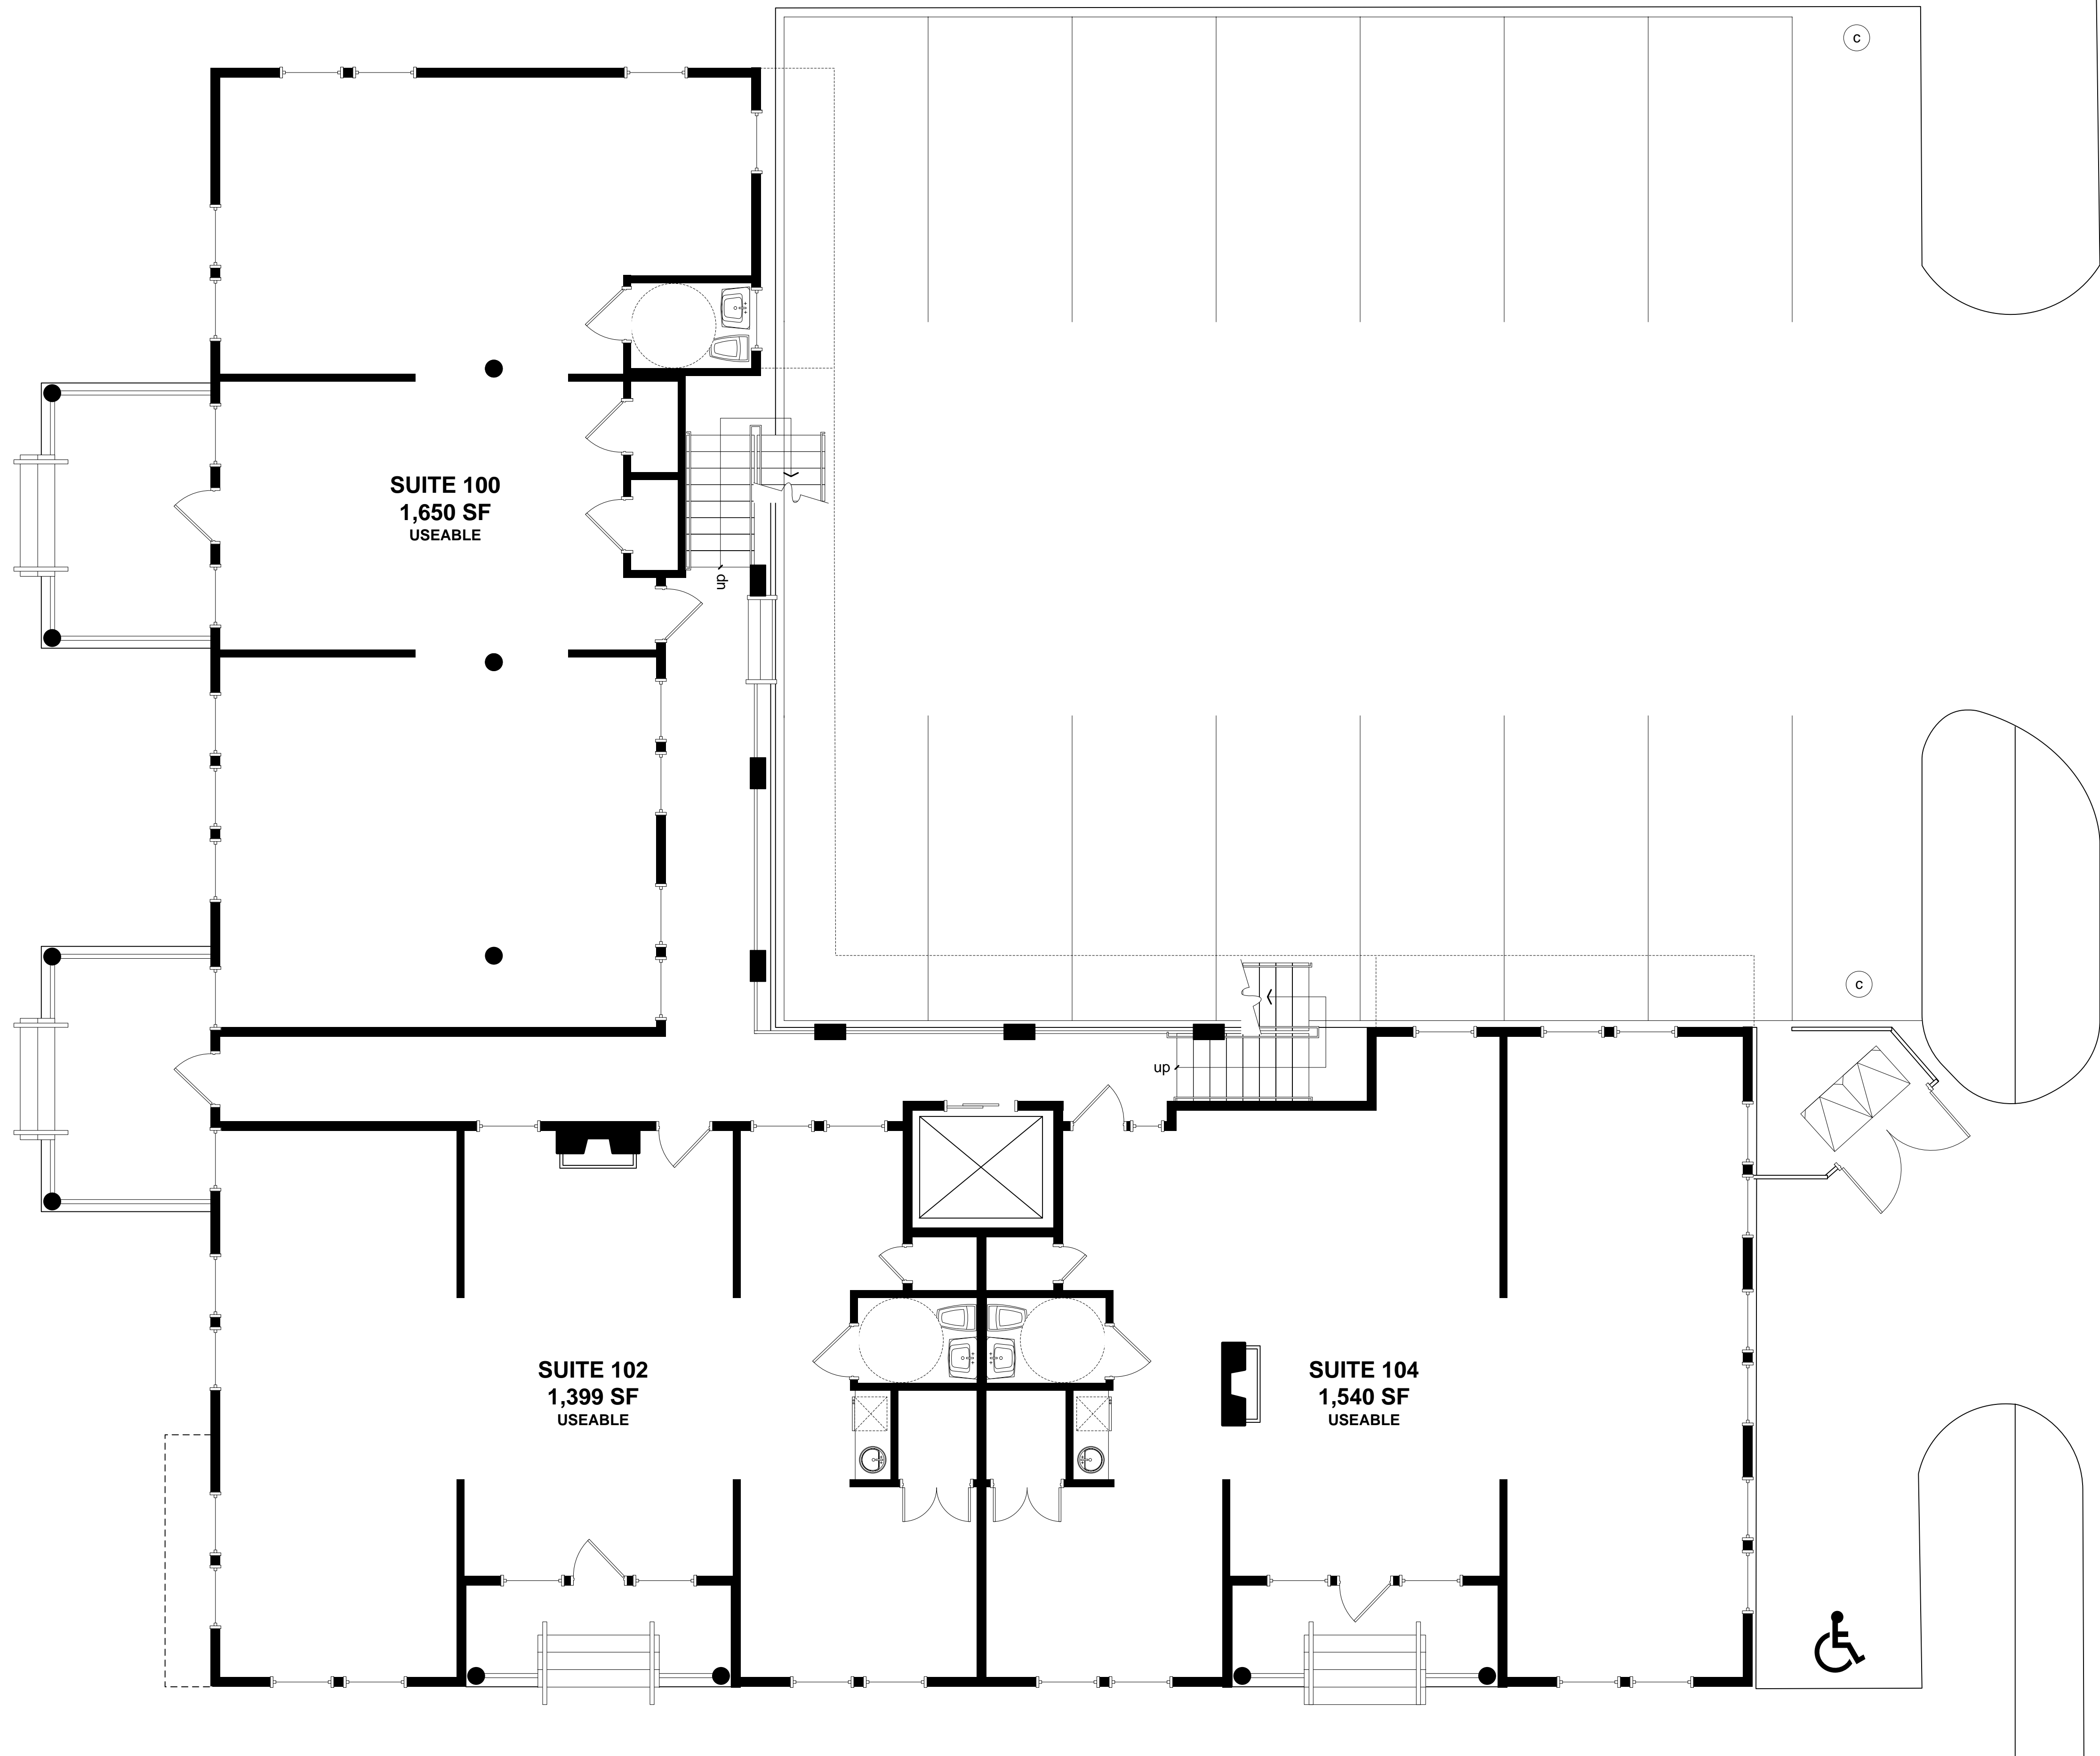 C
SUITE 100
1,650 SF
USEABLE
dn
C
up
SUITE 102
1,399 SF
USEABLE
SUITE 104
1,540 SF
USEABLE